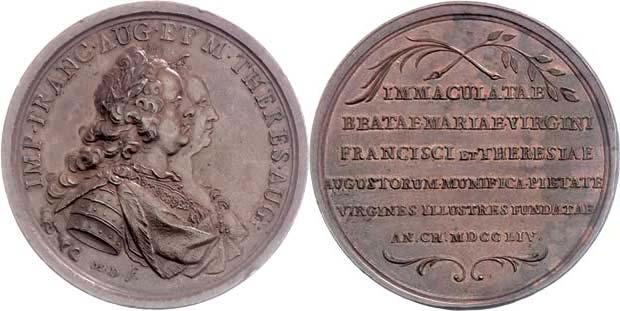 IMP·FRANC·AUG·ET M·THERES·AUG:
IMMACULATAE
BEATAE·MARIAE·VIRGINI
FRANCISCI ET THERESIAE
AUGUSTORUM·MUNIFICA·PIETATE
VIRGINES ILLUSTRES FUNDATAE
AN. CH. MDCCLIV.